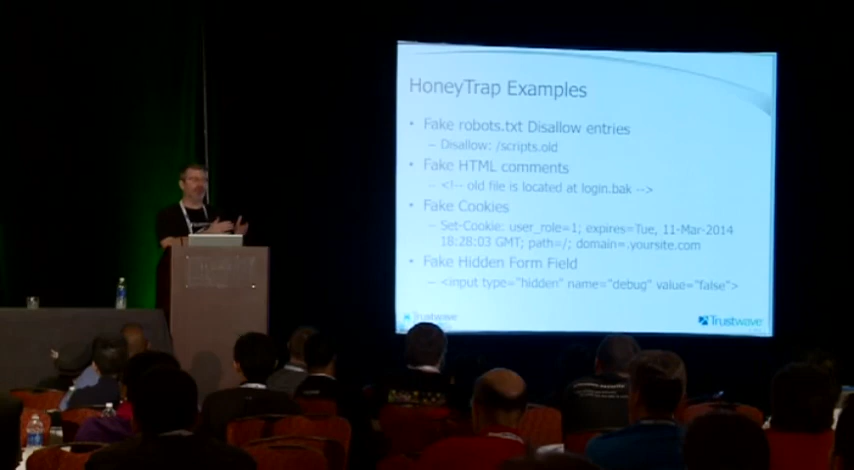 HoneyTrap Examples
• Fake robots.txt Disallow entries
– Disallow: /scripts.old
• Fake HTML comments
– <!-- old file is located at login.bak -->
• Fake Cookies
– Set-Cookie: user_role=1; expires=Tue, 11-Mar-2014
18:28:03 GMT; path=/; domain=.yoursite.com
• Fake Hidden Form Field
– <input type="hidden" name="debug" value="false">
Trustwave
Trustwave